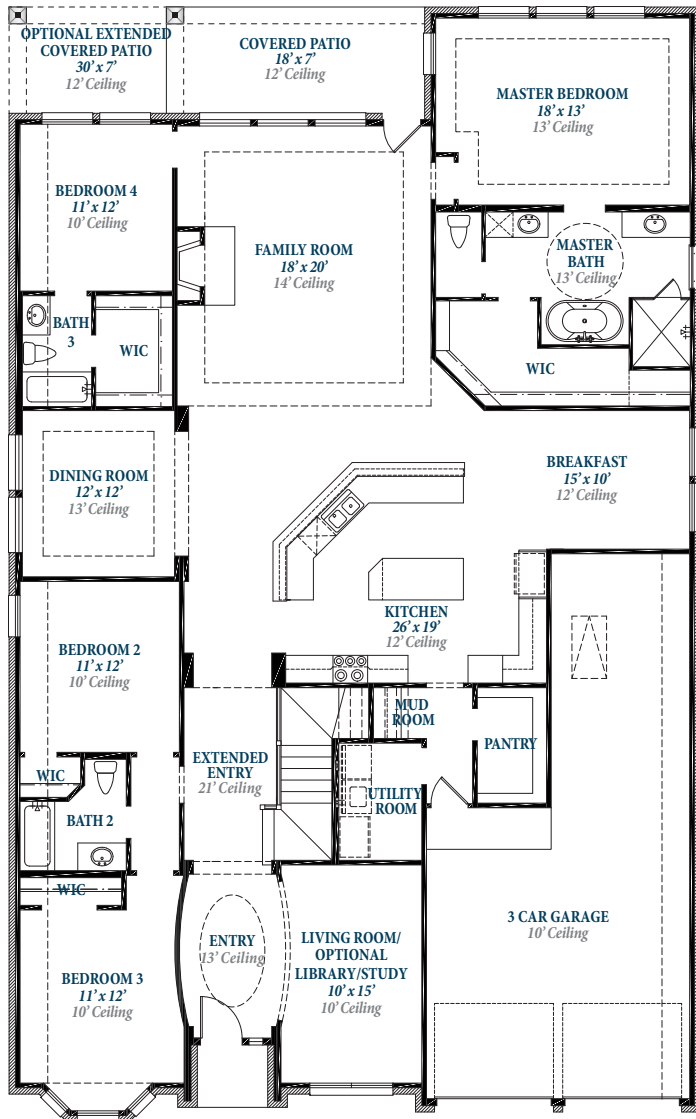 OPTIONAL EXTENDED
COVERED PATIO
30' x 7'
12' Ceiling
COVERED PATIO
18' x 7'
12' Ceiling
MASTER BEDROOM
18' x 13'
13' Ceiling
BEDROOM 4
11' x 12'
10' Ceiling
FAMILY ROOM
18' x 20'
14' Ceiling
MASTER
BATH
13' Ceiling
BATH
3
WIC
WIC
DINING ROOM
12' x 12'
13' Ceiling
BREAKFAST
15' x 10'
12' Ceiling
KITCHEN
26' x 19'
12' Ceiling
BEDROOM 2
11' x 12'
10' Ceiling
MUD
ROOM
PANTRY
EXTENDED
ENTRY
21' Ceiling
WIC
UTILITY
ROOM
BATH 2
WIC
ENTRY
13' Ceiling
LIVING ROOM/
OPTIONAL
LIBRARY/STUDY
10' x 15'
10' Ceiling
3 CAR GARAGE
10' Ceiling
BEDROOM 3
11' x 12'
10' Ceiling